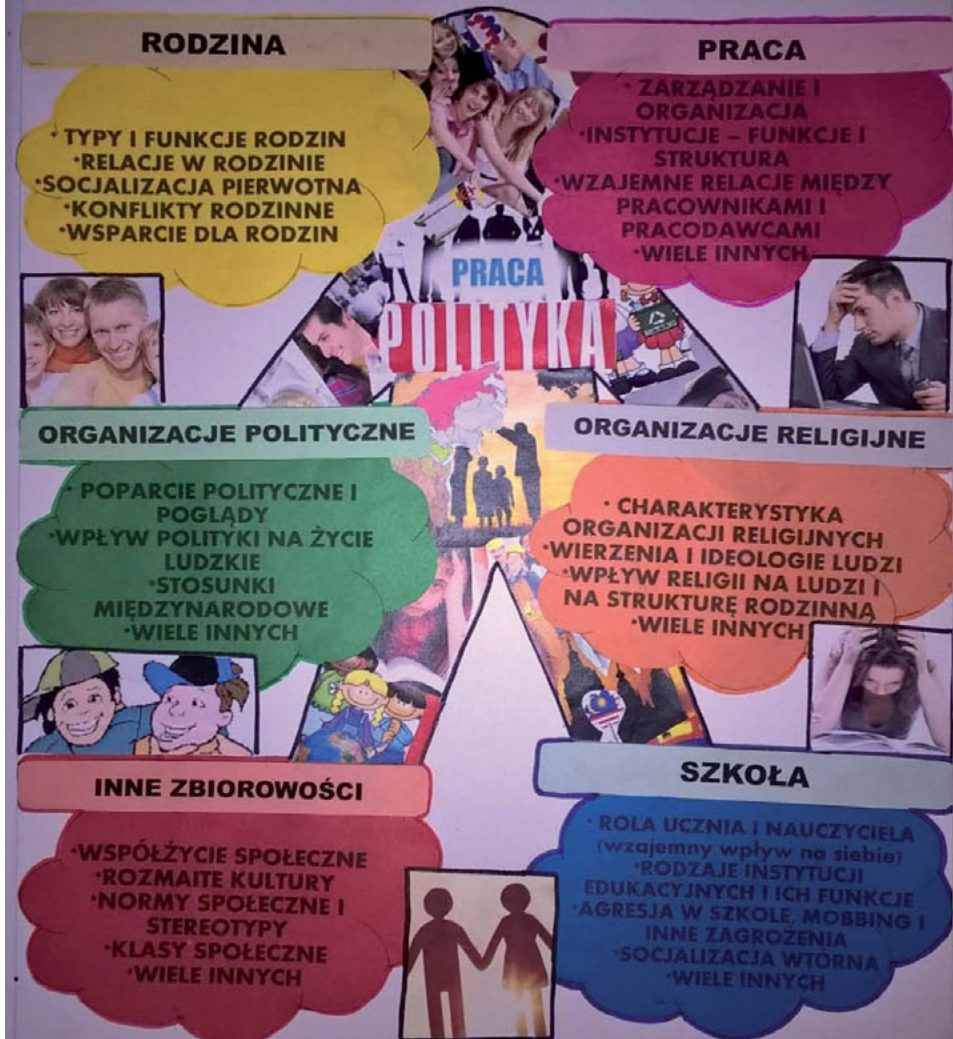 RODZINA
• TYPY I FUNKCJE RODZIN
•RELACJE W RODZINIE
•SOCJALIZACJA PIERWOTNA
•KONFLIKTY RODZINNE
•WSPARCIE DLA RODZIN
PRACA
• ZARZĄDZANIE I
ORGANIZACJA
•INSTYTUCJE – FUNKCJE I
STRUKTURA
•WZAJEMNE RELACJE MIĘDZY
PRACOWNIKAMI I
PRACODAWCAMI
•WIELE INNYCH
PRACA
POLITYKA
ORGANIZACJE POLITYCZNE
• POPARCIE POLITYCZNE I
POGLĄDY
•WPŁYW POLITYKI NA ŻYCIE
LUDZKIE
•STOSUNKI
MIĘDZYNARODOWE
•WIELE INNYCH
ORGANIZACJE RELIGIJNE
• CHARAKTERYSTYKA
ORGANIZACJI RELIGIJNYCH
•WIERZENIA I IDEOLOGIE LUDZI
•WPŁYW RELIGII NA LUDZI I
NA STRUKTURĘ RODZINNĄ
•WIELE INNYCH
INNE ZBIOROWOŚCI
•WSPÓŁŻYCIE SPOŁECZNE
•ROZMAITE KULTURY
•NORMY SPOŁECZNE I
STEREOTYPY
•KLASY SPOŁECZNE
•WIELE INNYCH
SZKOŁA
• ROLA UCZNIA I NAUCZYCIELA
(wzajemny wpływ na siebie)
•RODZAJE INSTYTUCJI
EDUKACYJNYCH I ICH FUNKCJE
•AGRESJA W SZKOLE, MOBBING I
INNE ZAGROŻENIA
•SOCJALIZACJA WTÓRNA
•WIELE INNYCH